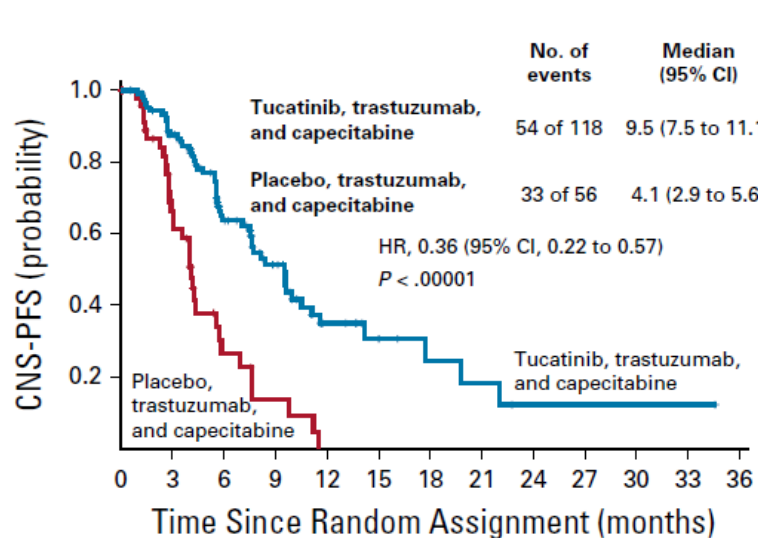 No. of events
Median (95% CI)
Tucatinib, trastuzumab,
and capecitabine
54 of 118 9.5 (7.5 to 11.
Placebo, trastuzumab,
and capecitabine
33 of 56 4.1 (2.9 to 5.6
HR, 0.36 (95% CI, 0.22 to 0.57)
P < .00001
CNS-PFS (probability)
1.0
0.8
0.6
0.4
0.2
Placebo,
trastuzumab,
and capecitabine
Tucatinib, trastuzumab,
and capecitabine
0 3 6 9 12 15 18 21 24 27 30 33 36
Time Since Random Assignment (months)